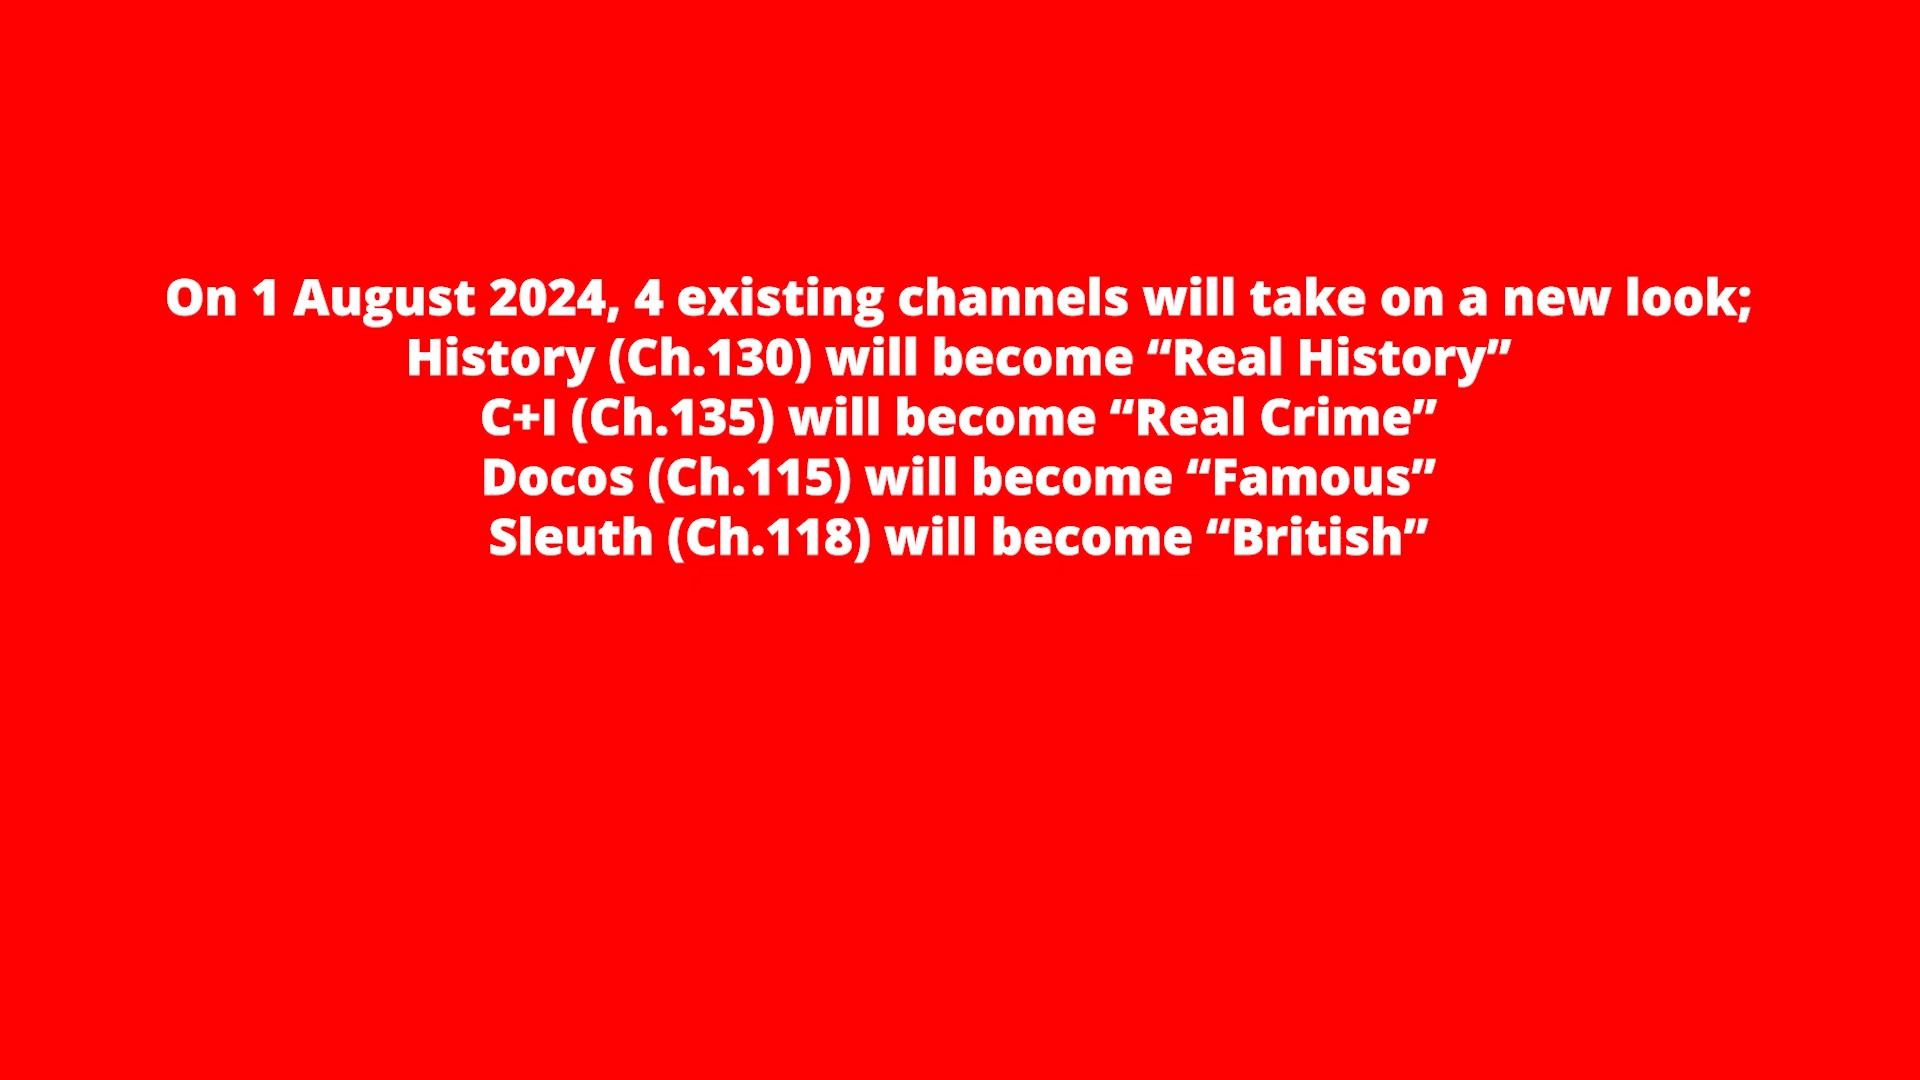 On 1 August 2024, 4 existing channels will take on a new look;
History (Ch.130) will become “Real History”
C+I (Ch.135) will become “Real Crime”
Docos (Ch.115) will become “Famous”
Sleuth (Ch.118) will become “British”